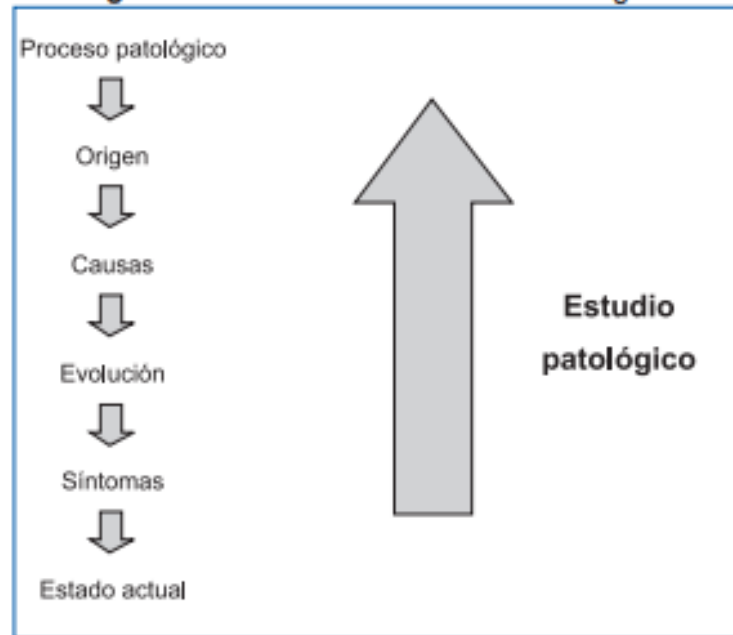 Proceso patológico
Origen
Causas
Evolución
Síntomas
Estado actual
Estudio
patológico